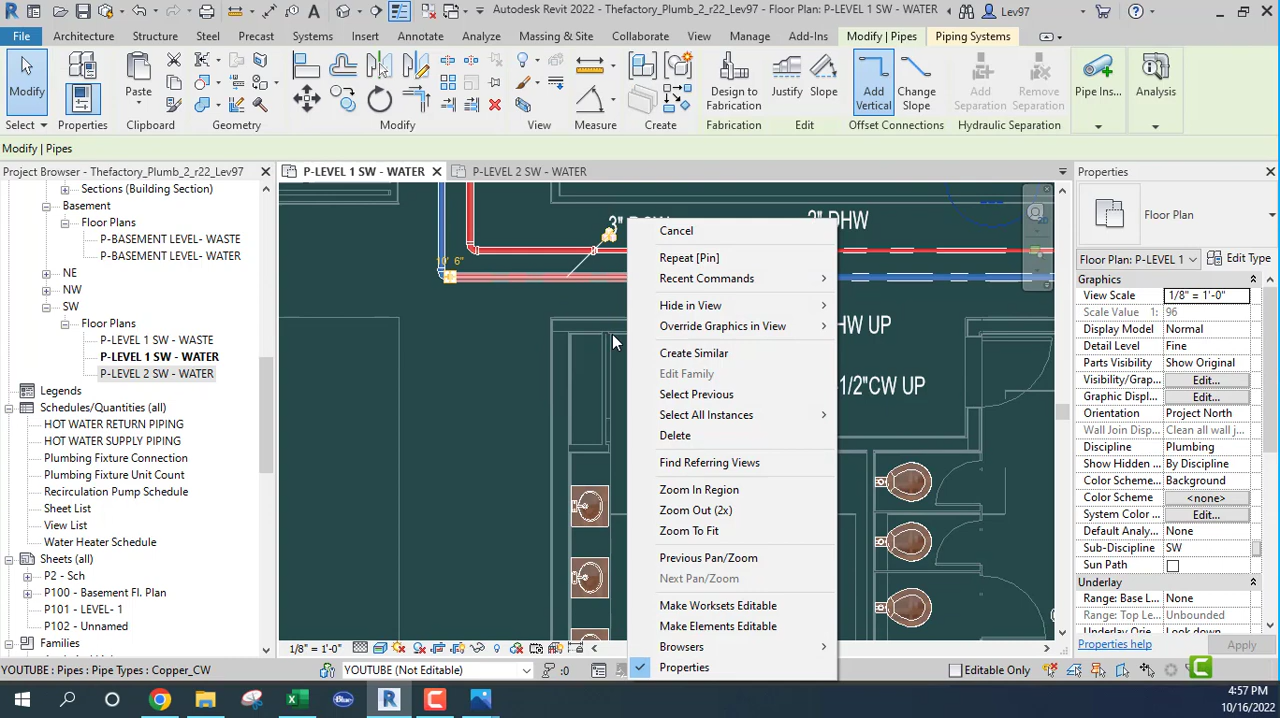 Autodesk Revit 2022 - Thefactory_Plumb_2_r22_Lev97 - Floor Plan: P-LEVEL 1 SW - WATER
Lev97
File Architecture Structure Steel Precast Systems Insert Annotate Analyze Massing & Site Collaborate View Manage Add-Ins Modify | Pipes Piping Systems
Modify
Paste
Design to Fabrication
Justify
Slope
Add Vertical
Change Slope
Add Separation
Remove Separation
Pipe Ins...
Analysis
Select Properties Clipboard Geometry Modify View Measure Create Fabrication Edit Offset Connections Hydraulic Separation
Modify | Pipes
Project Browser - Thefactory_Plumb_2_r22_Lev97
Sections (Building Section)
Basement
Floor Plans
P-BASEMENT LEVEL- WASTE
P-BASEMENT LEVEL- WATER
NE
NW
SW
Floor Plans
P-LEVEL 1 SW - WASTE
P-LEVEL 1 SW - WATER
P-LEVEL 2 SW - WATER
Legends
Schedules/Quantities (all)
HOT WATER RETURN PIPING
HOT WATER SUPPLY PIPING
Plumbing Fixture Connection
Plumbing Fixture Unit Count
Recirculation Pump Schedule
Sheet List
View List
Water Heater Schedule
Sheets (all)
P2 - Sch
P100 - Basement Fl. Plan
P101 - LEVEL- 1
P102 - Unnamed
Families
P-LEVEL 1 SW - WATER
P-LEVEL 2 SW - WATER
2" DHW
10' 6"
HW UP
-1/2"CW UP
Cancel
Repeat [Pin]
Recent Commands
Hide in View
Override Graphics in View
Create Similar
Edit Family
Select Previous
Select All Instances
Delete
Find Referring Views
Zoom In Region
Zoom Out (2x)
Zoom To Fit
Previous Pan/Zoom
Next Pan/Zoom
Make Worksets Editable
Make Elements Editable
Browsers
Properties
Properties
Floor Plan
Floor Plan: P-LEVEL 1 Edit Type
Graphics
View Scale 1/8" = 1'-0"
Scale Value 1: 96
Display Model Normal
Detail Level Fine
Parts Visibility Show Original
Visibility/Grap... Edit...
Graphic Displ... Edit...
Orientation Project North
Wall Join Displ... Clean all wall j...
Discipline Plumbing
Show Hidden ... By Discipline
Color Scheme ... Background
Color Scheme <none>
System Color ... Edit...
Default Analy... None
Sub-Discipline SW
Sun Path
Underlay
Range: Base L... None
Range: Top Le... Unbounded
Properties help Apply
1/8" = 1'-0"
YOUTUBE : Pipes : Pipe Types : Copper_CW
YOUTUBE (Not Editable)
:0
Editable Only
4:57 PM
10/16/2022